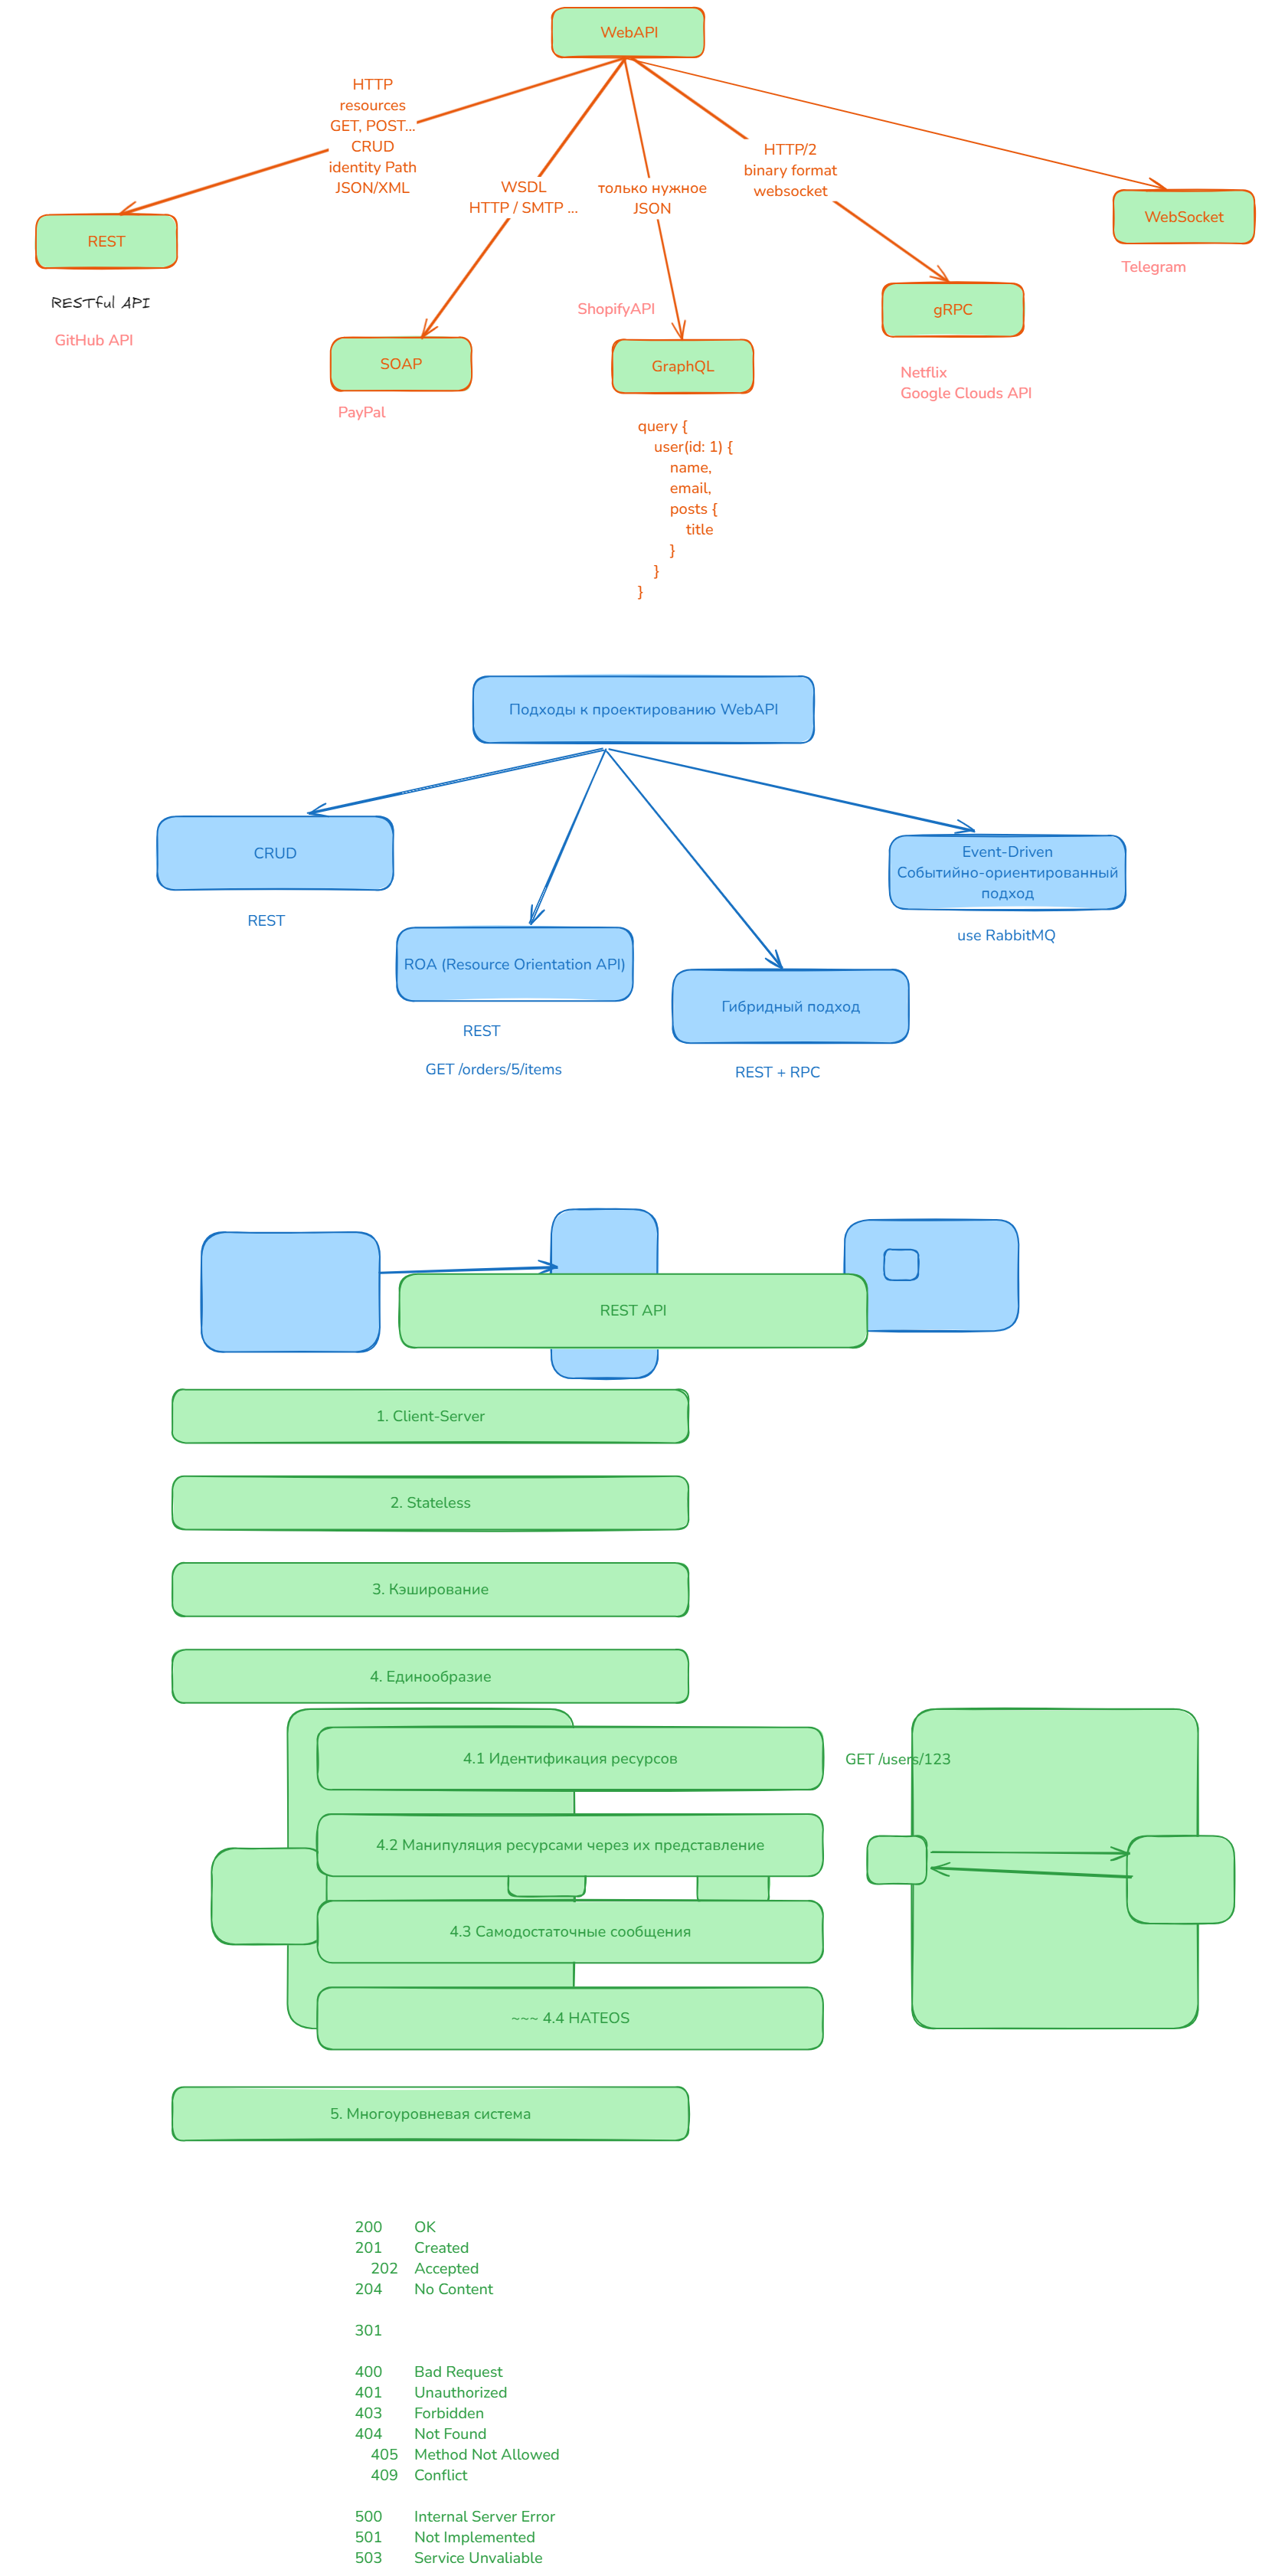 WebAPI
HTTP
resources
GET, POST...
CRUD
identity Path
JSON/XML
WSDL
HTTP / SMTP ...
только нужное
JSON
HTTP/2
binary format
websocket
WebSocket
Telegram
REST
RESTful API
GitHub API
ShopifyAPI
gRPC
SOAP
PayPal
GraphQL
Netflix
Google Clouds API
query {
user(id: 1) {
name,
email,
posts {
title
}
}
}
Подходы к проектированию WebAPI
CRUD
REST
Event-Driven
Событийно-ориентированный
подход
use RabbitMQ
ROA (Resource Orientation API)
REST
GET /orders/5/items
Гибридный подход
REST + RPC
REST API
1. Client-Server
2. Stateless
3. Кэширование
4. Единообразие
4.1 Идентификация ресурсов
GET /users/123
4.2 Манипуляция ресурсами через их представление
4.3 Самодостаточные сообщения
~~~ 4.4 HATEOS
5. Многоуровневая система
200 OK
201 Created
202 Accepted
204 No Content
301
400 Bad Request
401 Unauthorized
403 Forbidden
404 Not Found
405 Method Not Allowed
409 Conflict
500 Internal Server Error
501 Not Implemented
503 Service Unvaliable